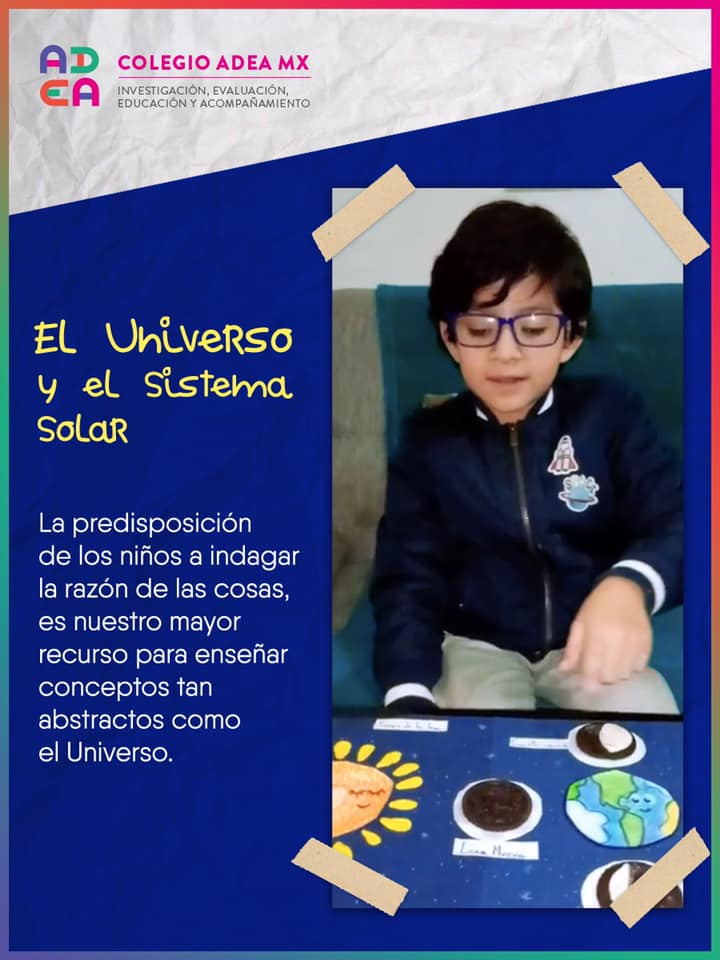 ADEA
COLEGIO ADEA MX
INVESTIGACIÓN, EVALUACIÓN,
EDUCACIÓN Y ACOMPAÑAMIENTO
El Universo
y el Sistema
Solar
La predisposición
de los niños a indagar
la razón de las cosas,
es nuestro mayor
recurso para enseñar
conceptos tan
abstractos como
el Universo.
Luna Nueva